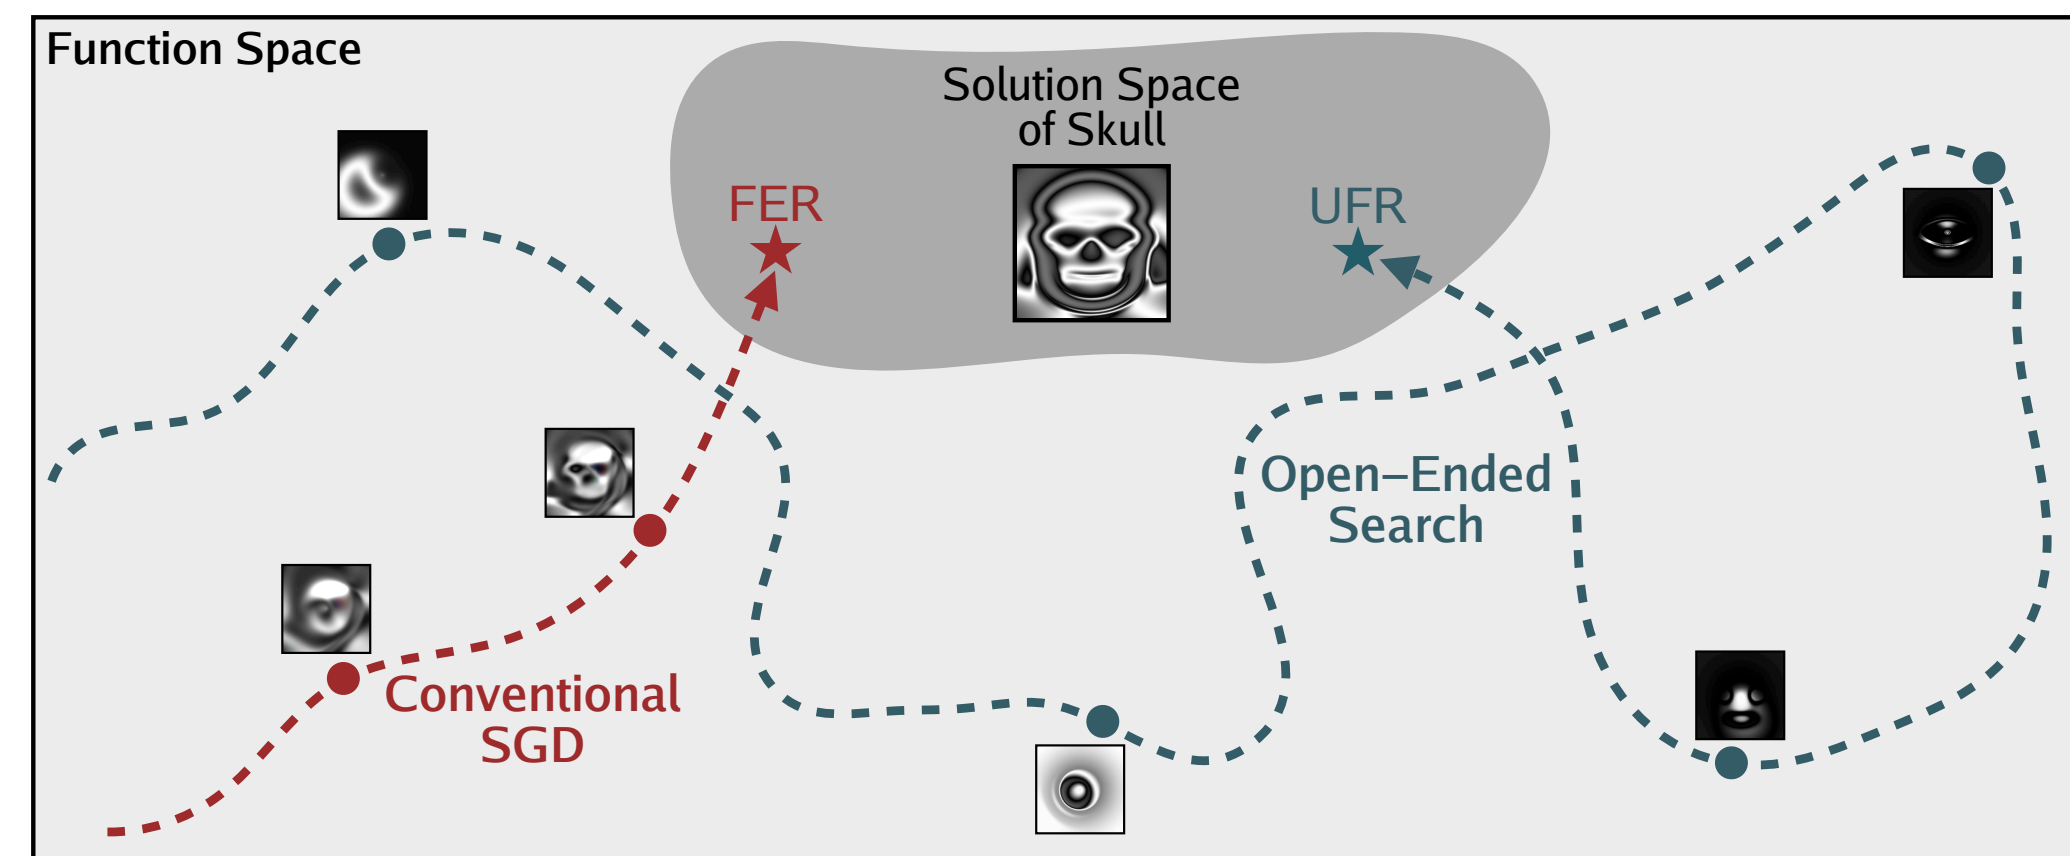 Function Space
Solution Space
of Skull
FER
UFR
Open–Ended
Search
Conventional
SGD